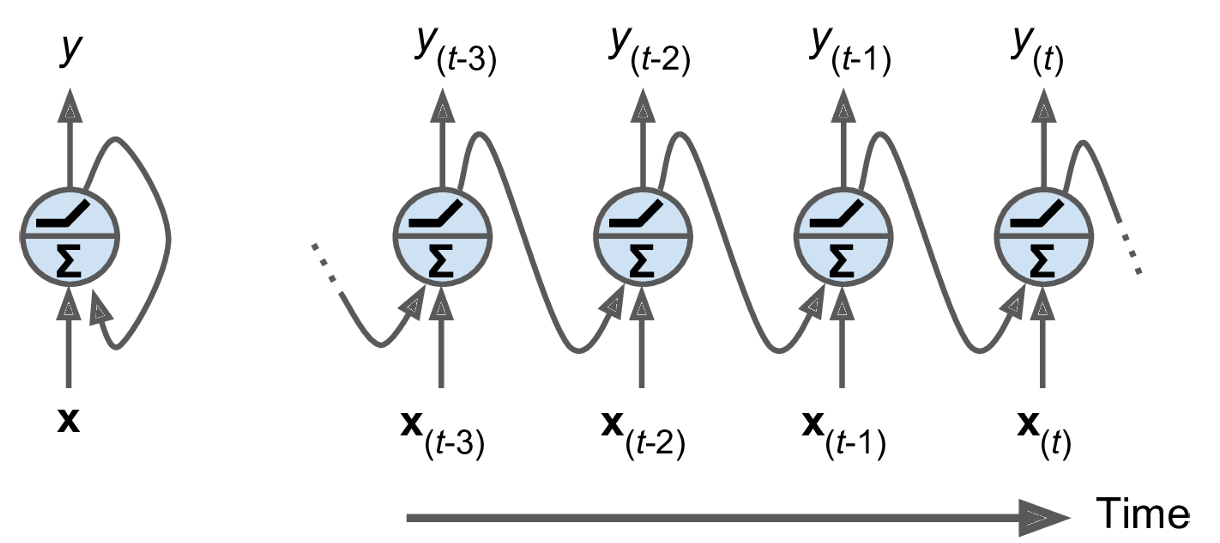 y y(t-3) y(t-2) y(t-1) y(t)
Σ Σ Σ Σ Σ
x x(t-3) x(t-2) x(t-1) x(t)
Time